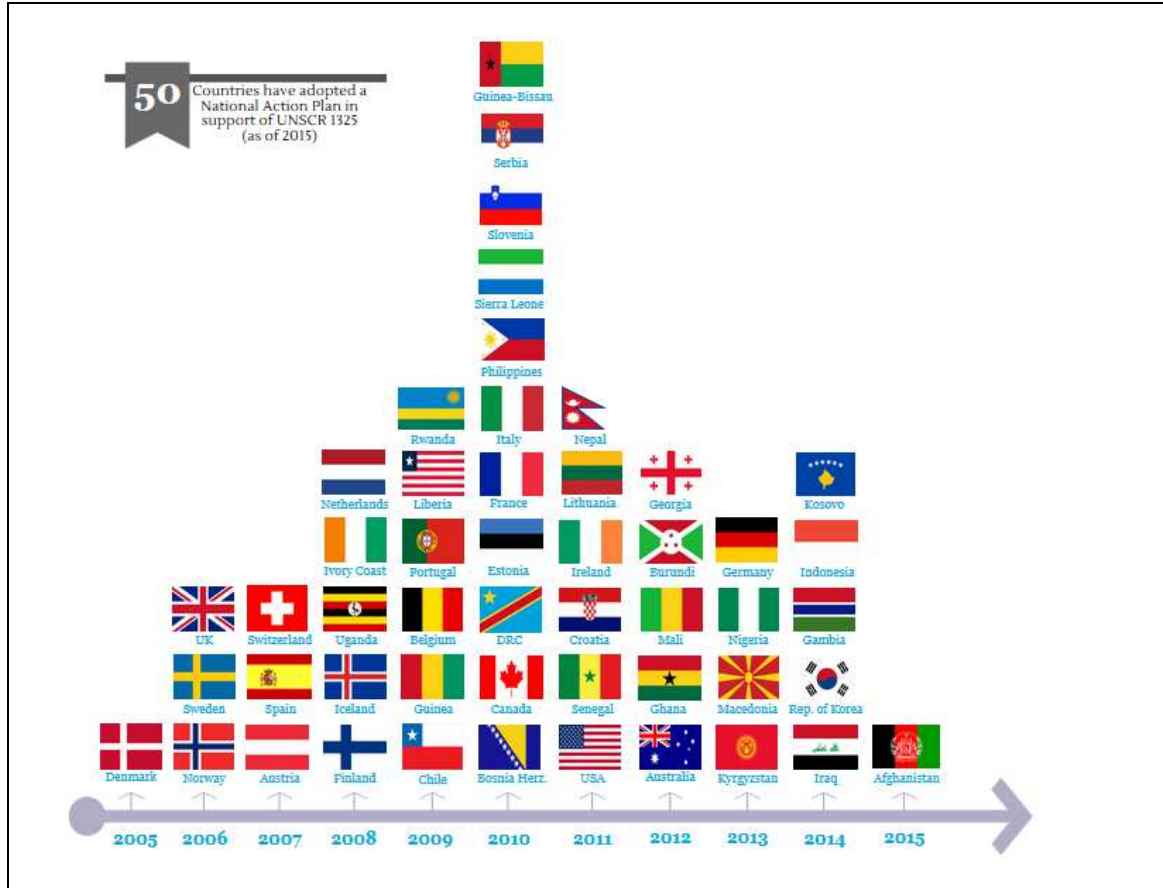 50
Countries have adopted a
National Action Plan in
support of UNSCR 1325
(as of 2015)
Guinea-Bissau
Serbia
Slovenia
Sierra Leone
Philippines
Rwanda Italy Nepal
Netherlands Liberia France Lithuania Georgia Kosovo
Ivory Coast Portugal Estonia Ireland Burundi Germany Indonesia
UK Switzerland Uganda Belgium DRC Croatia Mali Nigeria Gambia
Sweden Spain Iceland Guinea Canada Senegal Ghana Macedonia Rep. of Korea
Denmark Norway Austria Finland Chile Bosnia Herz. USA Australia Kyrgyzstan Iraq Afghanistan
2005 2006 2007 2008 2009 2010 2011 2012 2013 2014 2015